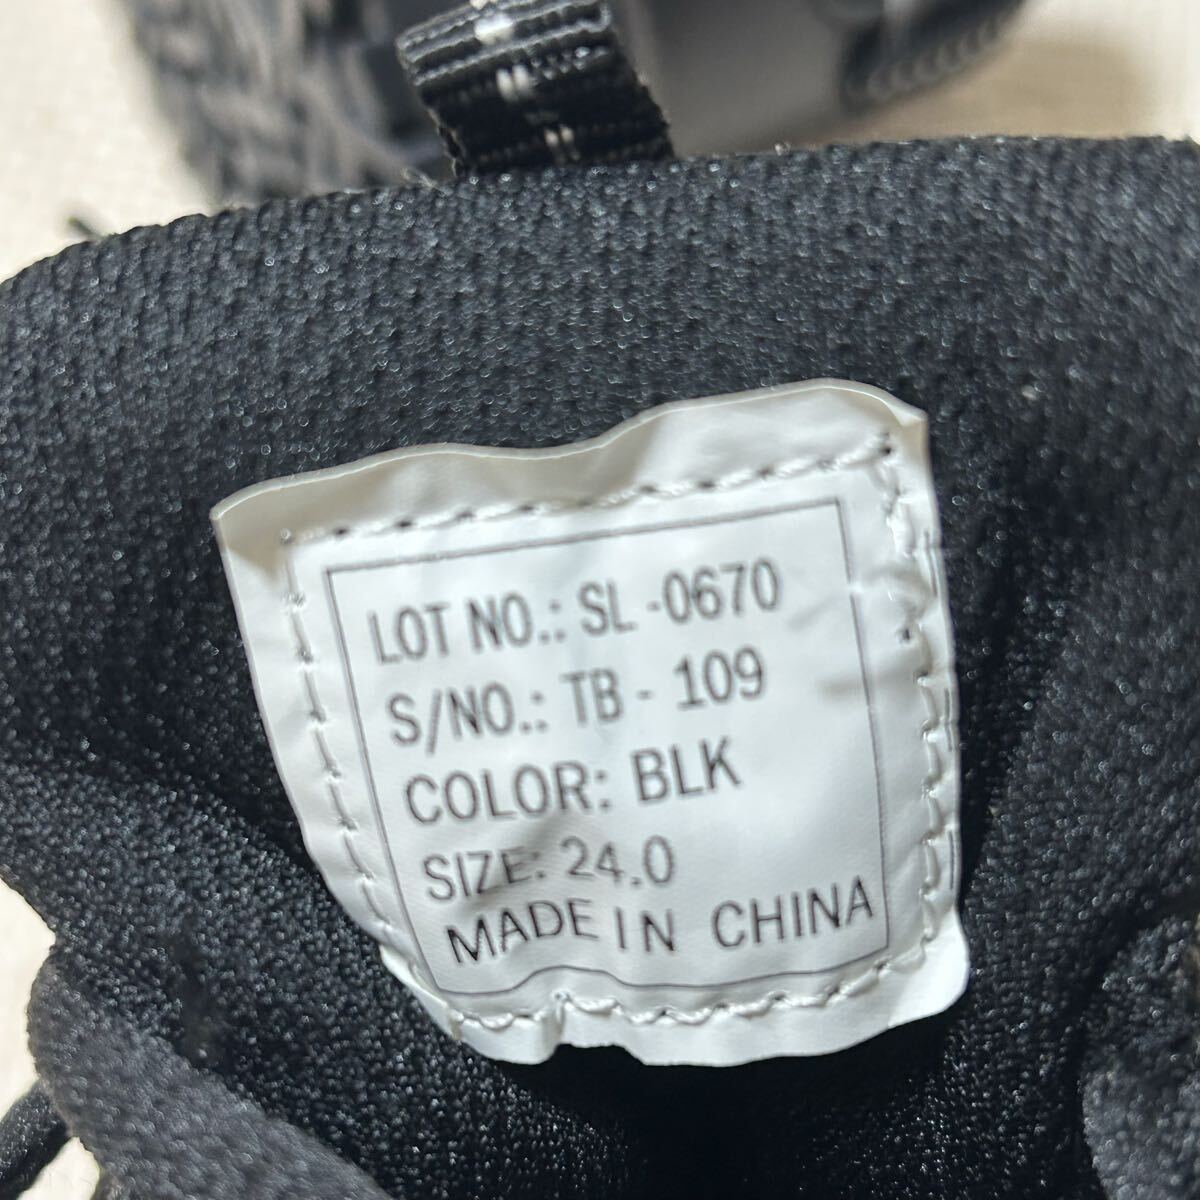 LOT NO.: SL -0670
S/NO.: TB - 109
COLOR: BLK
SIZE: 24.0
MADE IN CHINA